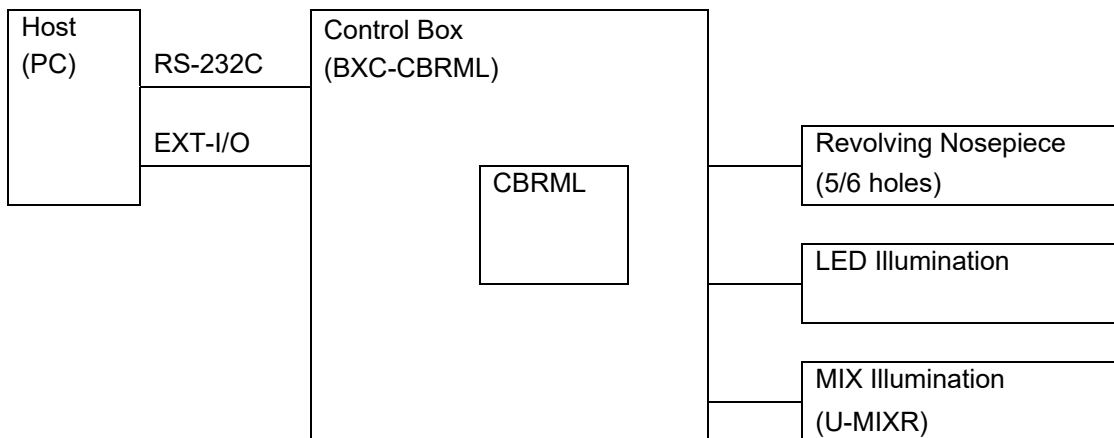 Host
(PC)
RS-232C
EXT-I/O
Control Box
(BXC-CBRML)
CBRML
Revolving Nosepiece
(5/6 holes)
LED Illumination
MIX Illumination
(U-MIXR)